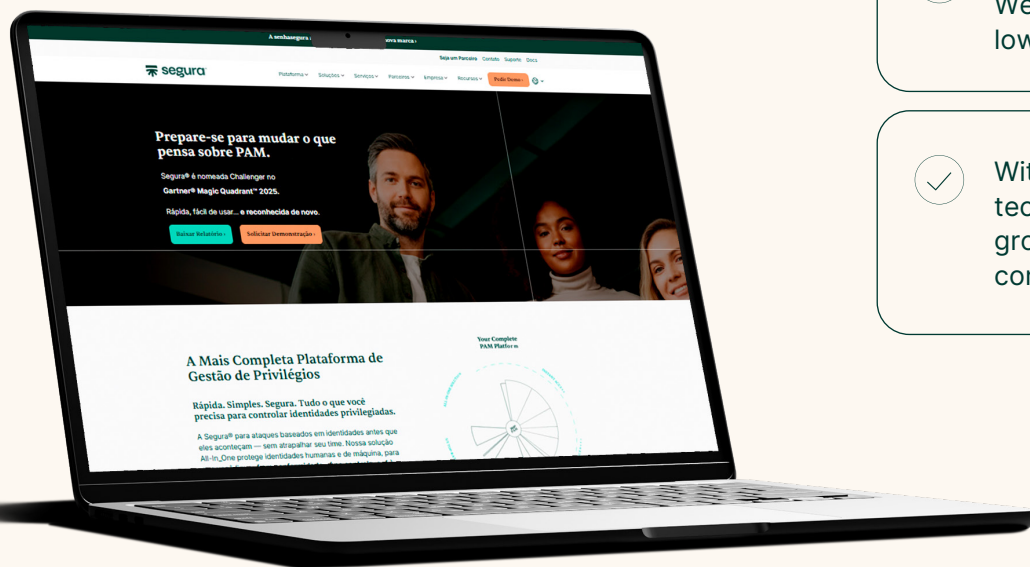 A senhasegura
nova marca ›
Seja um Parceiro Contato Suporte Docs
segura
Plataforma Soluções Serviços Parceiros Empresa Recursos Pedir Demo ›
Prepare-se para mudar o que
pensa sobre PAM.
Segura® é nomeada Challenger no
Gartner® Magic Quadrant™ 2025.
Rápida, fácil de usar... e reconhecida de novo.
Baixar Relatório › Solicitar Demonstração ›
A Mais Completa Plataforma de
Gestão de Privilégios
Rápida. Simples. Segura. Tudo o que você
precisa para controlar identidades privilegiadas.
A Segura® para ataques baseados em identidades antes que
eles aconteçam — sem atrapalhar seu time. Nossa solução
All-In_One protege identidades humanas e de máquina, para
Your Complete
PAM Platform
We
low
Wit
tec
gro
con